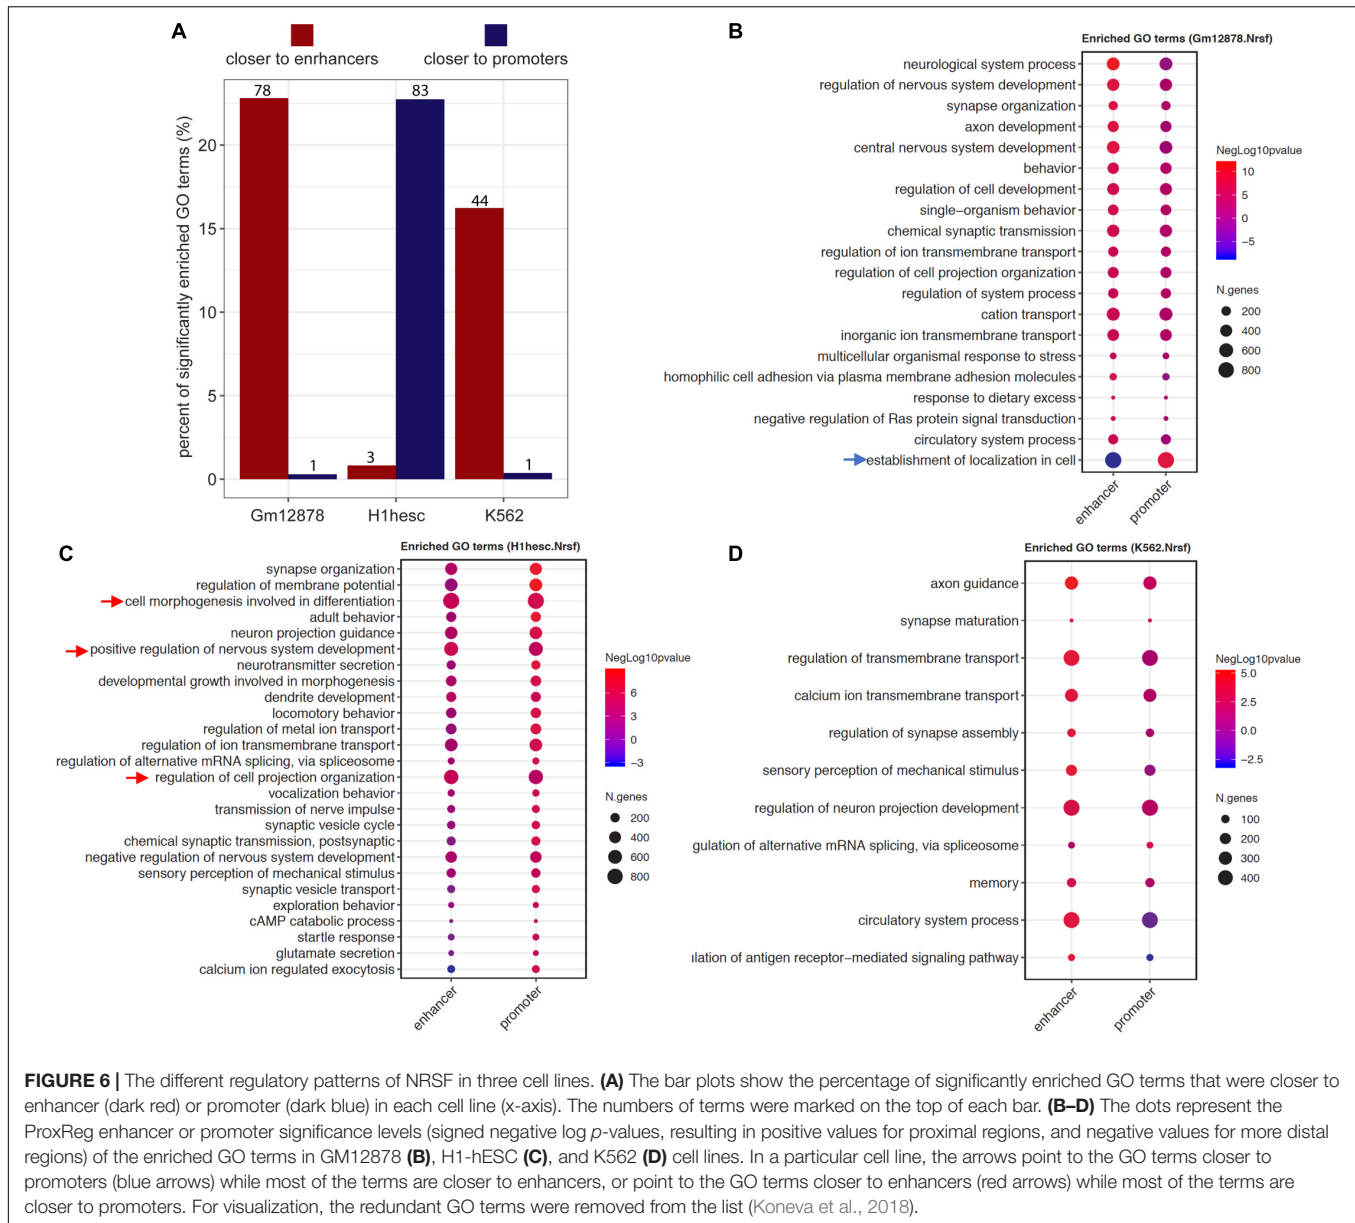 A
closer to enrhancers
closer to promoters
percent of significantly enriched GO terms (%)
20
15
10
5
0
78
1
3
83
44
1
Gm12878
H1hesc
K562
B
Enriched GO terms (Gm12878.Nrsf)
neurological system process
regulation of nervous system development
synapse organization
axon development
central nervous system development
behavior
regulation of cell development
single−organism behavior
chemical synaptic transmission
regulation of ion transmembrane transport
regulation of cell projection organization
regulation of system process
cation transport
inorganic ion transmembrane transport
multicellular organismal response to stress
homophilic cell adhesion via plasma membrane adhesion molecules
response to dietary excess
negative regulation of Ras protein signal transduction
circulatory system process
establishment of localization in cell
enhancer
promoter
NegLog10pvalue
10
5
0
−5
N.genes
200
400
600
800
C
Enriched GO terms (H1hesc.Nrsf)
synapse organization
regulation of membrane potential
cell morphogenesis involved in differentiation
adult behavior
neuron projection guidance
positive regulation of nervous system development
neurotransmitter secretion
developmental growth involved in morphogenesis
dendrite development
locomotory behavior
regulation of metal ion transport
regulation of ion transmembrane transport
regulation of alternative mRNA splicing, via spliceosome
regulation of cell projection organization
vocalization behavior
transmission of nerve impulse
synaptic vesicle cycle
chemical synaptic transmission, postsynaptic
negative regulation of nervous system development
sensory perception of mechanical stimulus
synaptic vesicle transport
exploration behavior
cAMP catabolic process
startle response
glutamate secretion
calcium ion regulated exocytosis
enhancer
promoter
NegLog10pvalue
6
3
0
−3
N.genes
200
400
600
800
D
Enriched GO terms (K562.Nrsf)
axon guidance
synapse maturation
regulation of transmembrane transport
calcium ion transmembrane transport
regulation of synapse assembly
sensory perception of mechanical stimulus
regulation of neuron projection development
gulation of alternative mRNA splicing, via spliceosome
memory
circulatory system process
ılation of antigen receptor−mediated signaling pathway
enhancer
promoter
NegLog10pvalue
5.0
2.5
0.0
−2.5
N.genes
100
200
300
400
FIGURE 6 | The different regulatory patterns of NRSF in three cell lines. (A) The bar plots show the percentage of significantly enriched GO terms that were closer to
enhancer (dark red) or promoter (dark blue) in each cell line (x-axis). The numbers of terms were marked on the top of each bar. (B–D) The dots represent the
ProxReg enhancer or promoter significance levels (signed negative log p-values, resulting in positive values for proximal regions, and negative values for more distal
regions) of the enriched GO terms in GM12878 (B), H1-hESC (C), and K562 (D) cell lines. In a particular cell line, the arrows point to the GO terms closer to
promoters (blue arrows) while most of the terms are closer to enhancers, or point to the GO terms closer to enhancers (red arrows) while most of the terms are
closer to promoters. For visualization, the redundant GO terms were removed from the list (Koneva et al., 2018).